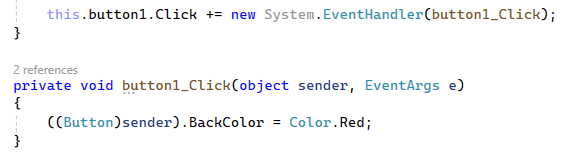 this.button1.Click += new System.EventHandler(button1_Click);
}
2 references
private void button1_Click(object sender, EventArgs e)
{
((Button)sender).BackColor = Color.Red;
}